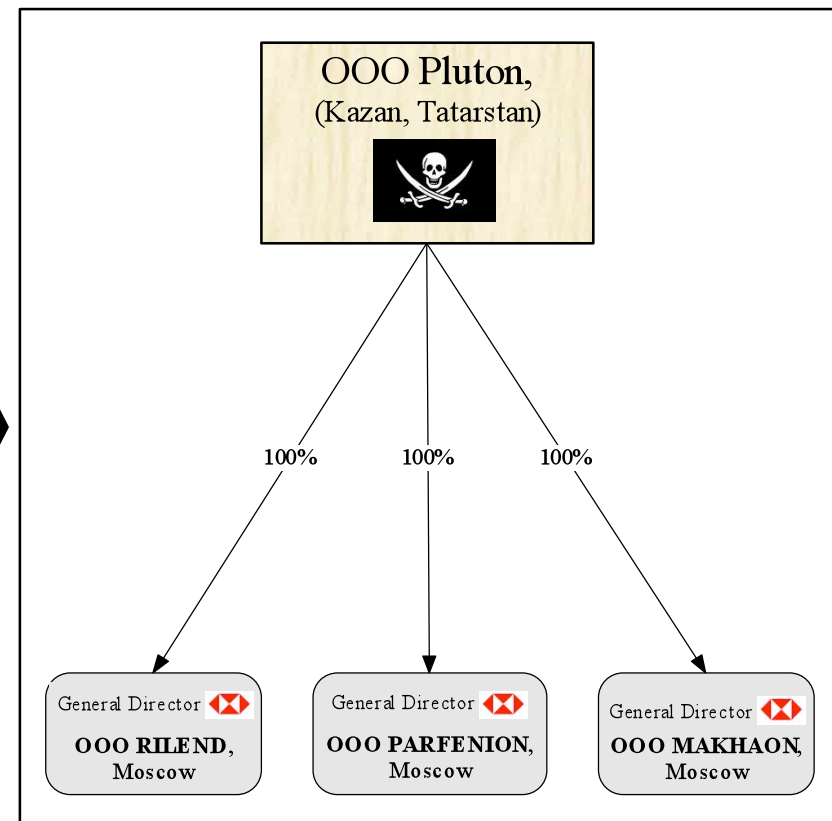 OOO Pluton,
(Kazan, Tatarstan)
100% 100% 100%
General Director
OOO RILEND,
Moscow
General Director
OOO PARFENION,
Moscow
General Director
OOO MAKHAON,
Moscow